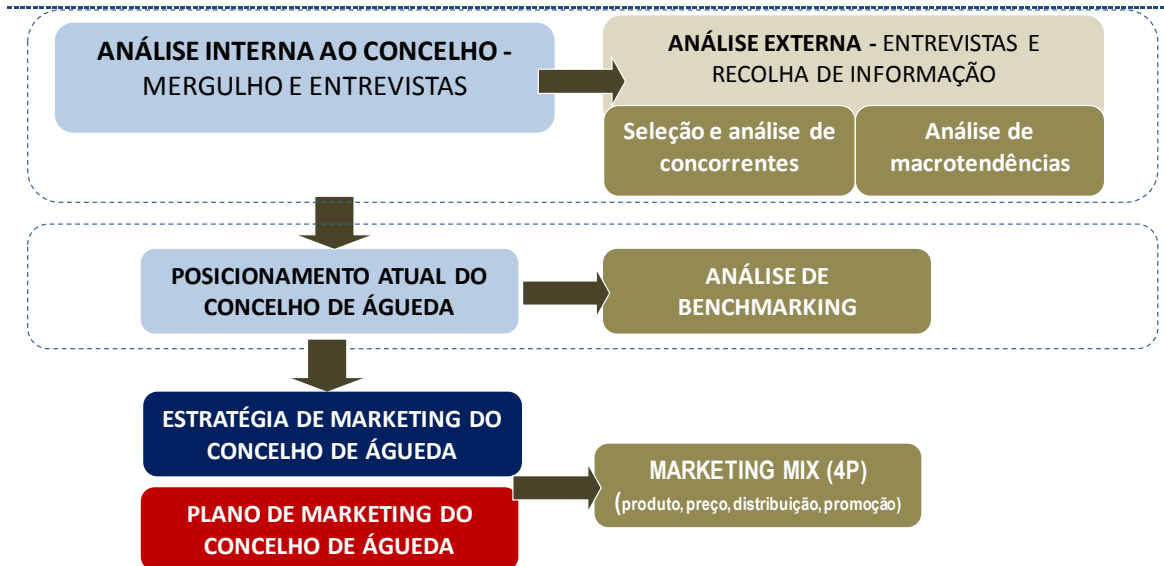 ANÁLISE INTERNA AO CONCELHO -
MERGULHO E ENTREVISTAS
ANÁLISE EXTERNA - ENTREVISTAS E
RECOLHA DE INFORMAÇÃO
Seleção e análise de
concorrentes
Análise de
macrotendências
POSICIONAMENTO ATUAL DO
CONCELHO DE ÁGUEDA
ANÁLISE DE
BENCHMARKING
ESTRATÉGIA DE MARKETING DO
CONCELHO DE ÁGUEDA
MARKETING MIX (4P)
(produto, preço, distribuição, promoção)
PLANO DE MARKETING DO
CONCELHO DE ÁGUEDA